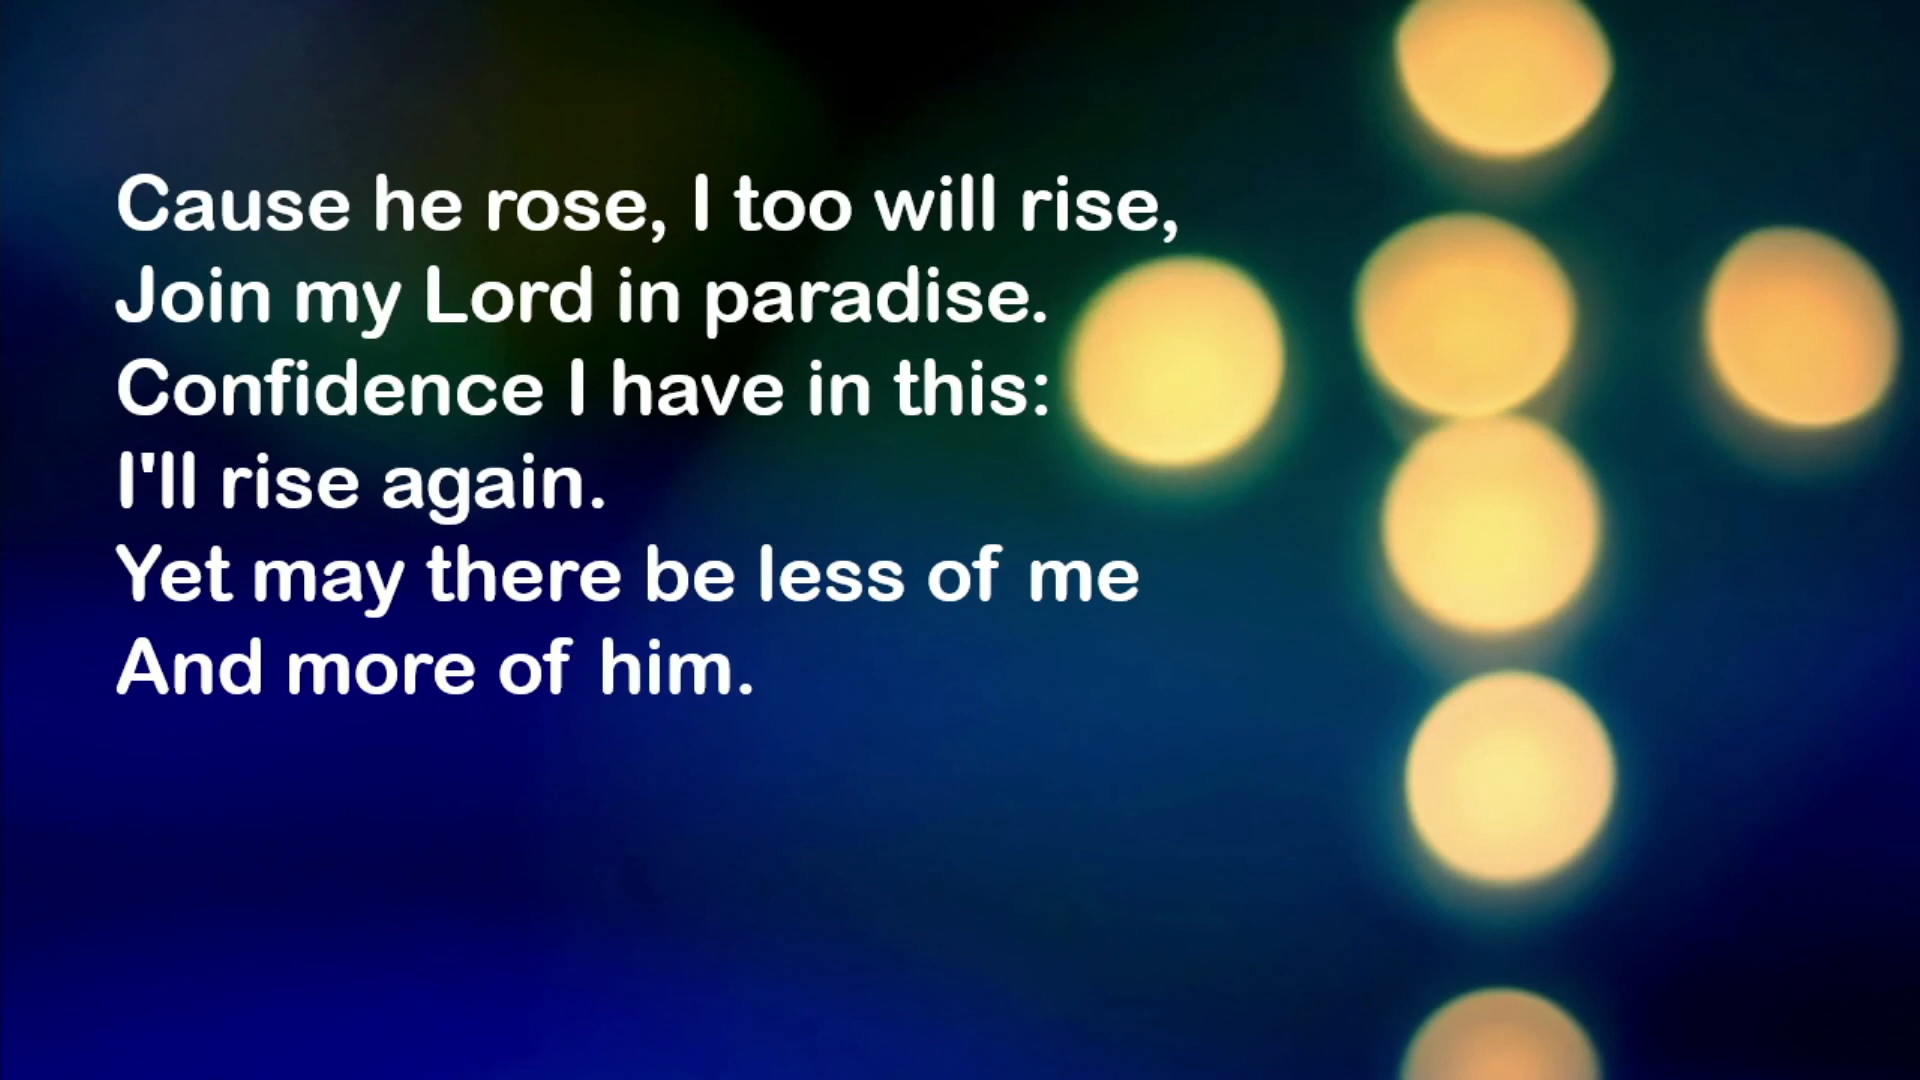 Cause he rose, I too will rise,
Join my Lord in paradise.
Confidence I have in this:
I'll rise again.
Yet may there be less of me
And more of him.